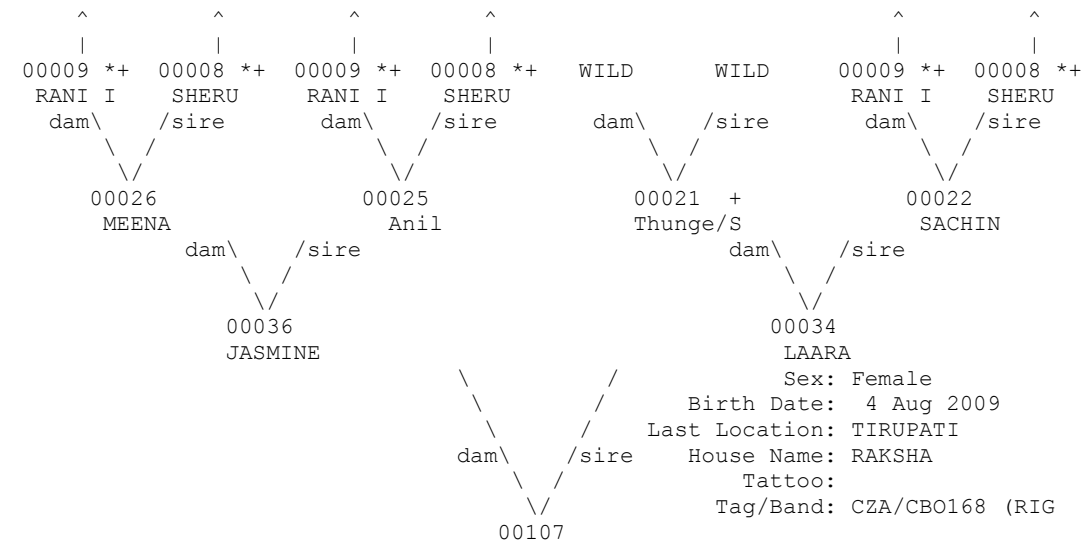 ^ ^ ^ ^ ^ ^
| | | | | |
00009 *+ 00008 *+ 00009 *+ 00008 *+ WILD WILD 00009 *+ 00008 *+
RANI I SHERU RANI I SHERU RANI I SHERU
dam\ /sire dam\ /sire dam\ /sire dam\ /sire
\ / \ / \ / \ /
\/ \/ \/ \/
00026 00025 00021 + 00022
MEENA Anil Thunge/S SACHIN
dam\ /sire dam\ /sire
\ / \ /
\/ \/
00036 00034
JASMINE LAARA
\ / Sex: Female
\ / Birth Date: 4 Aug 2009
\ / Last Location: TIRUPATI
dam\ /sire House Name: RAKSHA
\ / Tattoo:
\/ Tag/Band: CZA/CBO168 (RIG
00107